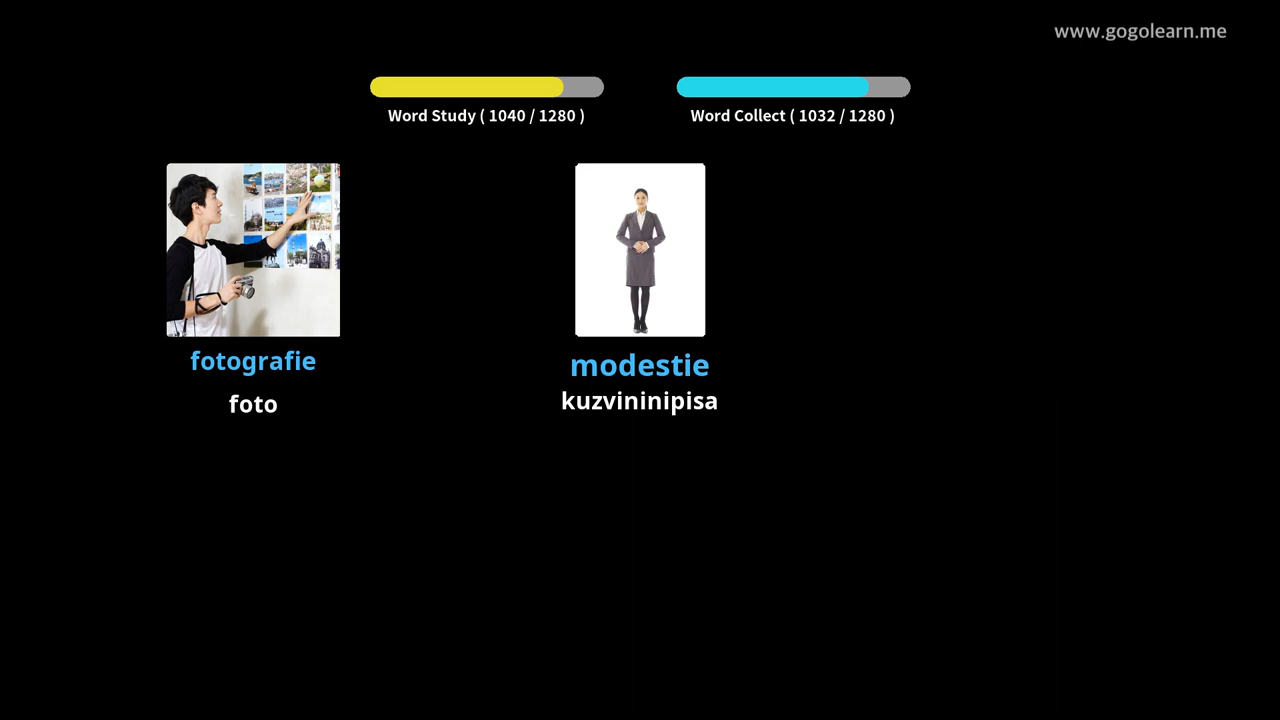 www.gogolearn.me
Word Study ( 1040 / 1280 )
Word Collect ( 1032 / 1280 )
fotografie
foto
modestie
kuzvininipisa